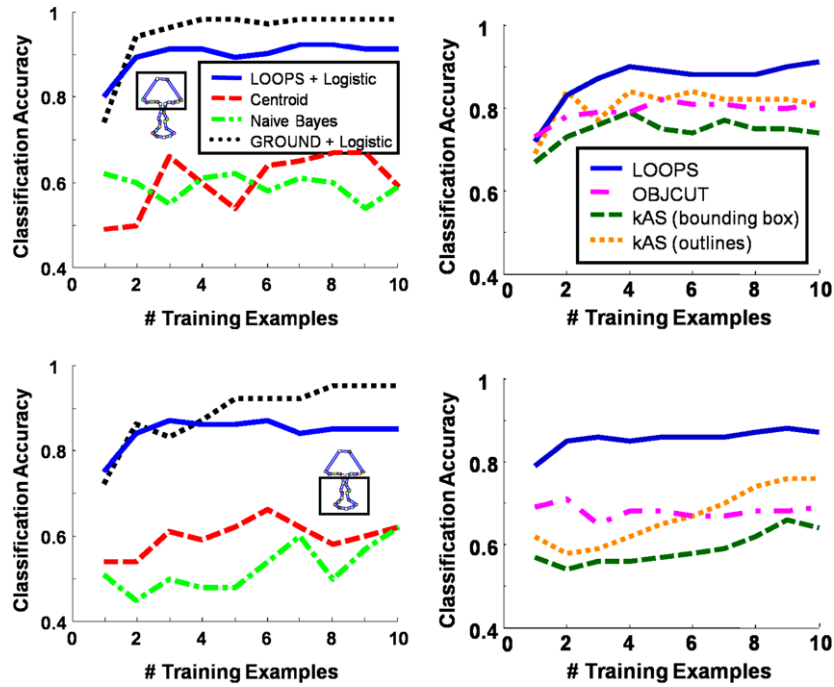 1
0.8
0.6
0.4
Classification Accuracy
LOOPS + Logistic
Centroid
Naive Bayes
GROUND + Logistic
0 2 4 6 8 10
# Training Examples
1
0.8
0.6
0.4
Classification Accuracy
LOOPS
OBJCUT
kAS (bounding box)
kAS (outlines)
0 2 4 6 8 10
# Training Examples
1
0.8
0.6
0.4
Classification Accuracy
0 2 4 6 8 10
# Training Examples
1
0.8
0.6
0.4
Classification Accuracy
0 2 4 6 8 10
# Training Examples